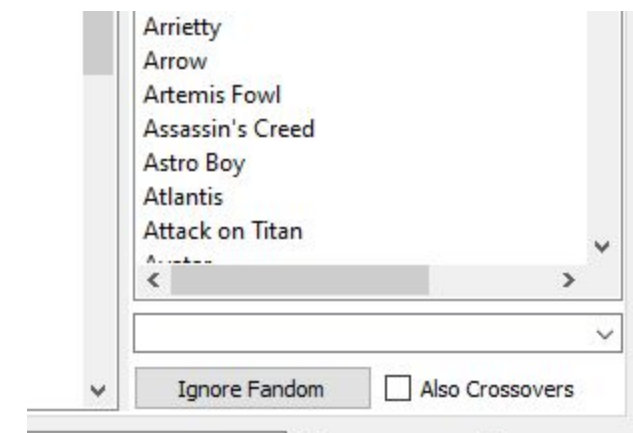 Arrietty
Arrow
Artemis Fowl
Assassin's Creed
Astro Boy
Atlantis
Attack on Titan
Ignore Fandom
Also Crossovers